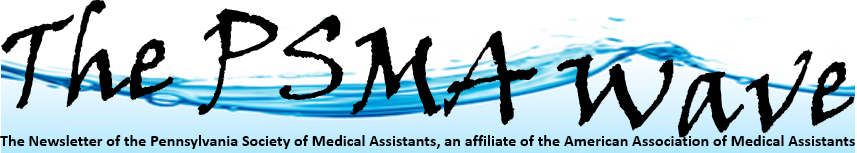 The PSMA Wave
The Newsletter of the Pennsylvania Society of Medical Assistants, an affiliate of the American Association of Medical Assistants